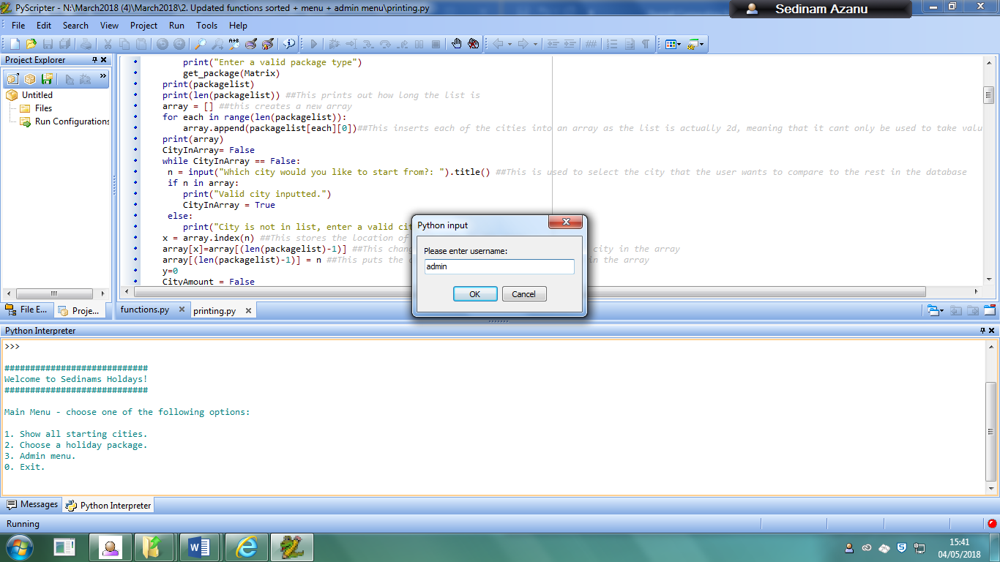 PyScripter - N:\March2018 (4)\March2018\2. Updated functions sorted + menu + admin menu\printing.py
Sedinam Azanu
File Edit Search View Project Run Tools Help
Project Explorer
Untitled
Files
Run Configurations
print("Enter a valid package type")
get_package(Matrix)
print(packagelist)
print(len(packagelist)) ##This prints out how long the list is
array = [] ##this creates a new array
for each in range(len(packagelist)):
array.append(packagelist[each][0])##This inserts each of the cities into an array as the list is actually 2d, meaning that it cant only be used to take valu
print(array)
CityInArray= False
while CityInArray == False:
n = input("Which city would you like to start from?: ").title() ##This is used to select the city that the user wants to compare to the rest in the database
if n in array:
print("Valid city inputted.")
CityInArray = True
else:
print("City is not in list, enter a valid cit
x = array.index(n) ##This stores the location of
array[x]=array[(len(packagelist)-1)] ##This chang city in the array
array[(len(packagelist)-1)] = n ##This puts the c in the array
y=0
CityAmount = False
Python input
Please enter username:
admin
OK Cancel
File E... Proje...
functions.py printing.py
Python Interpreter
>>>
############################
Welcome to Sedinams Holdays!
############################
Main Menu - choose one of the following options:
1. Show all starting cities.
2. Choose a holiday package.
3. Admin menu.
0. Exit.
Messages Python Interpreter
Running
15:41
04/05/2018